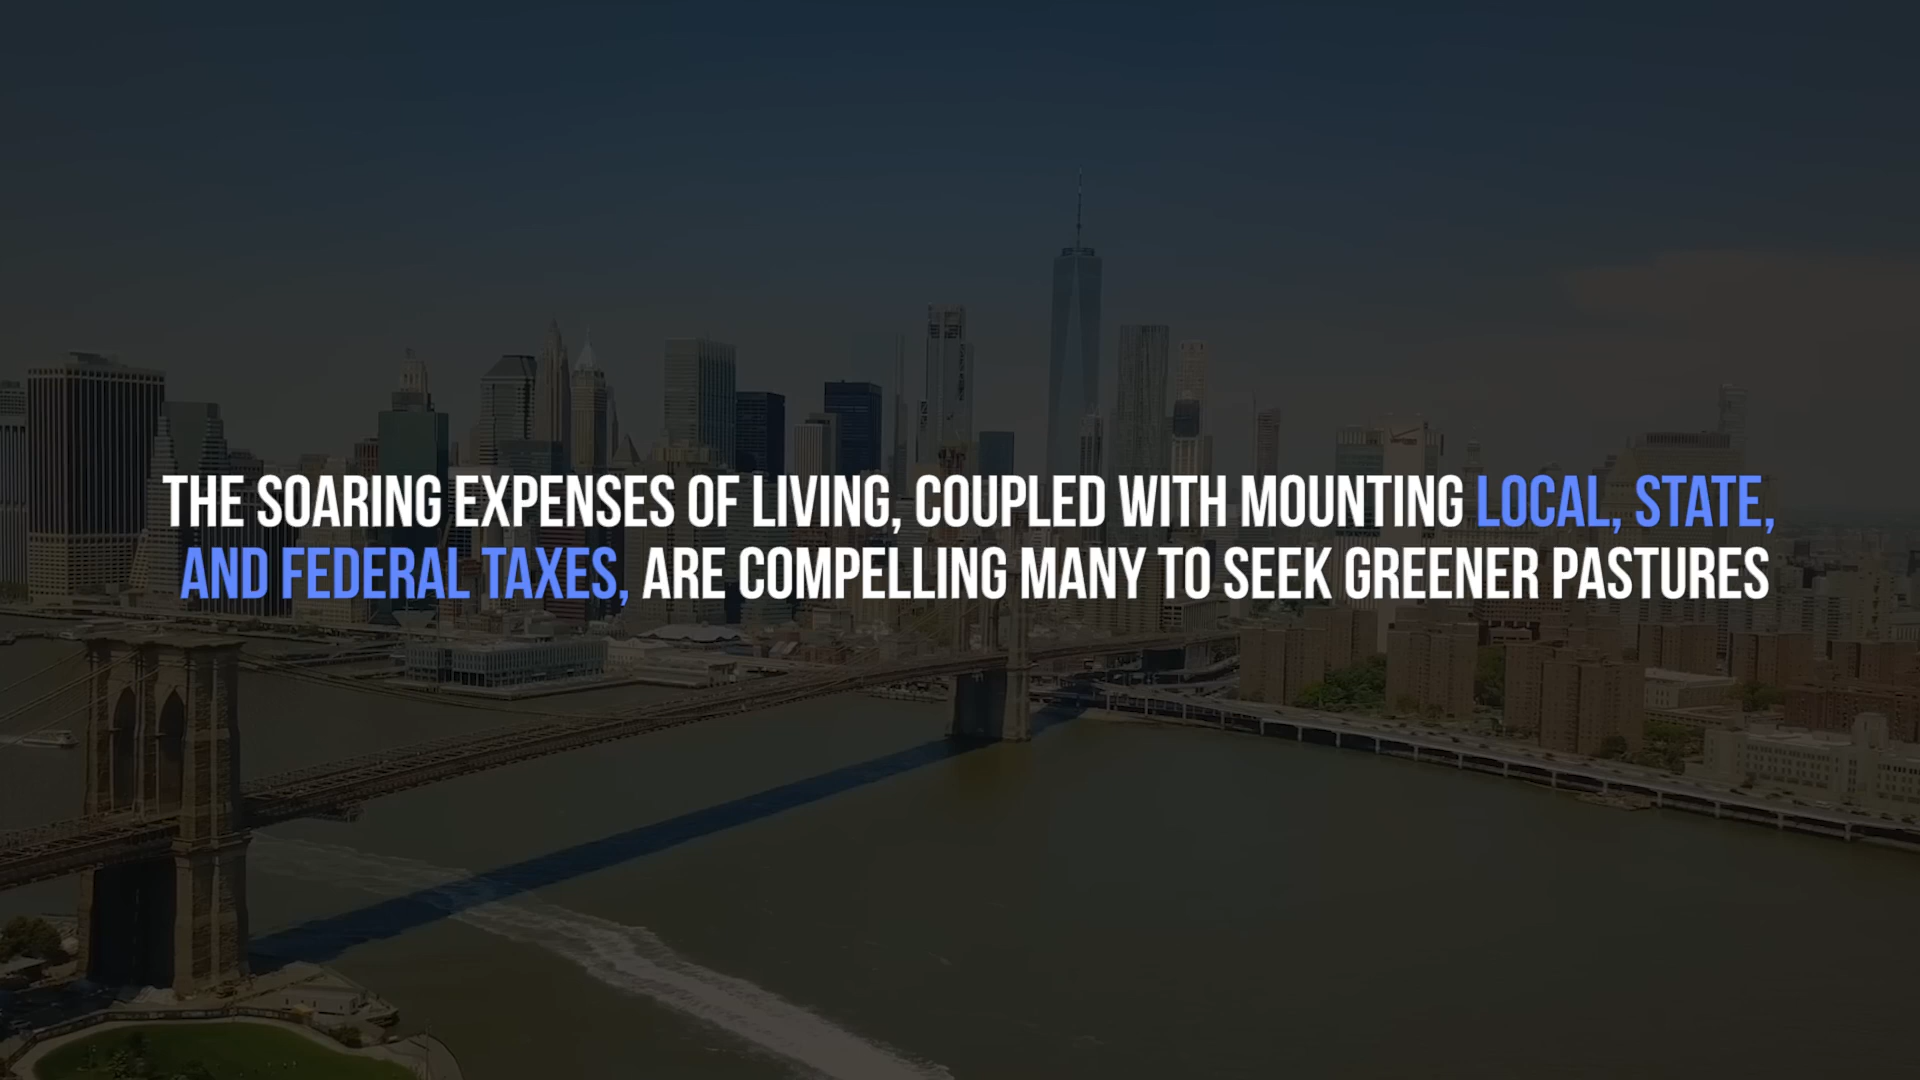 THE SOARING EXPENSES OF LIVING, COUPLED WITH MOUNTING LOCAL, STATE,
AND FEDERAL TAXES, ARE COMPELLING MANY TO SEEK GREENER PASTURES